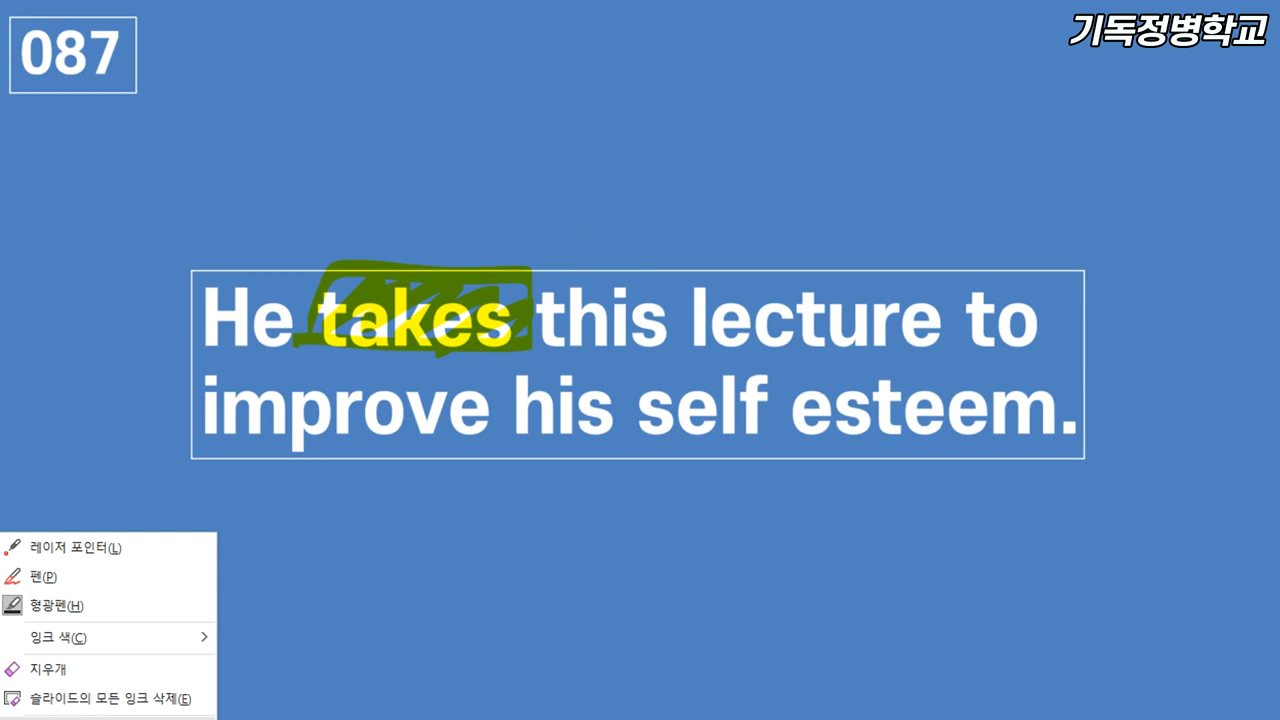 087
기독정병학교
He takes this lecture to
improve his self esteem.
레이저 포인터(L)
펜(P)
형광펜(H)
잉크 색(C)
지우개
슬라이드의 모든 잉크 삭제(E)